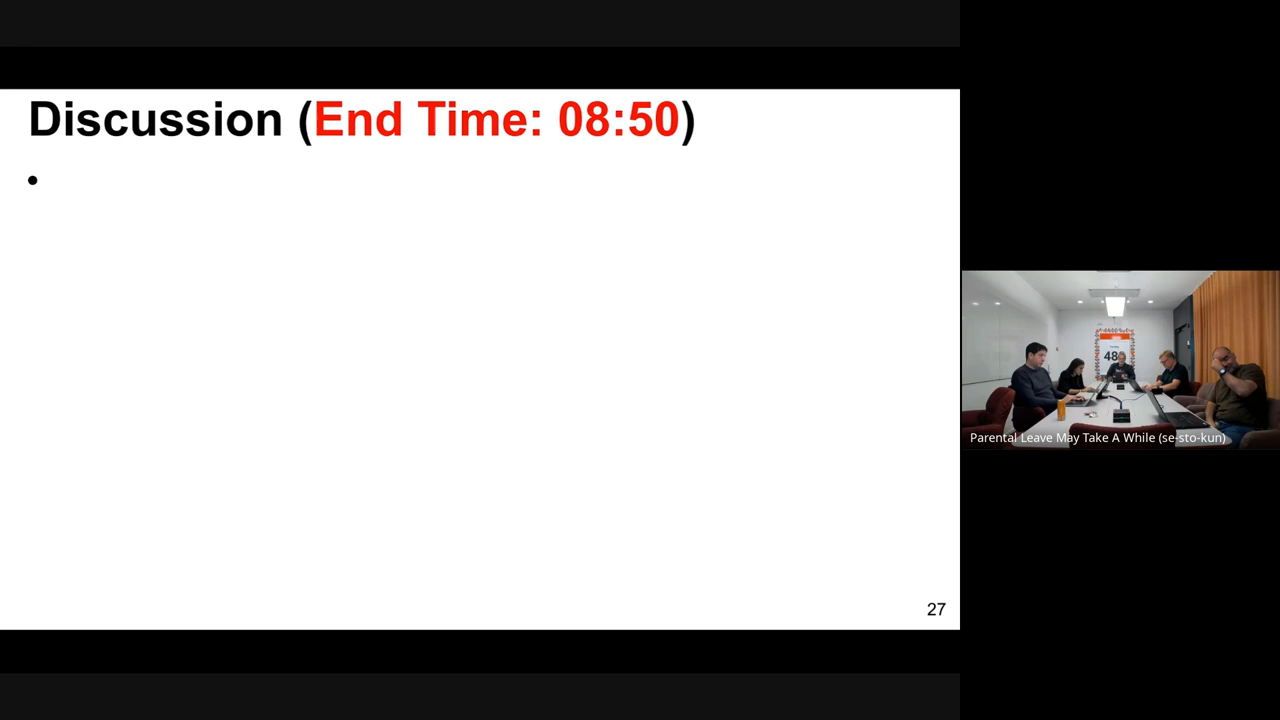 Discussion (End Time: 08:50)
•
27
48
Parental Leave May Take A While (se-sto-kun)